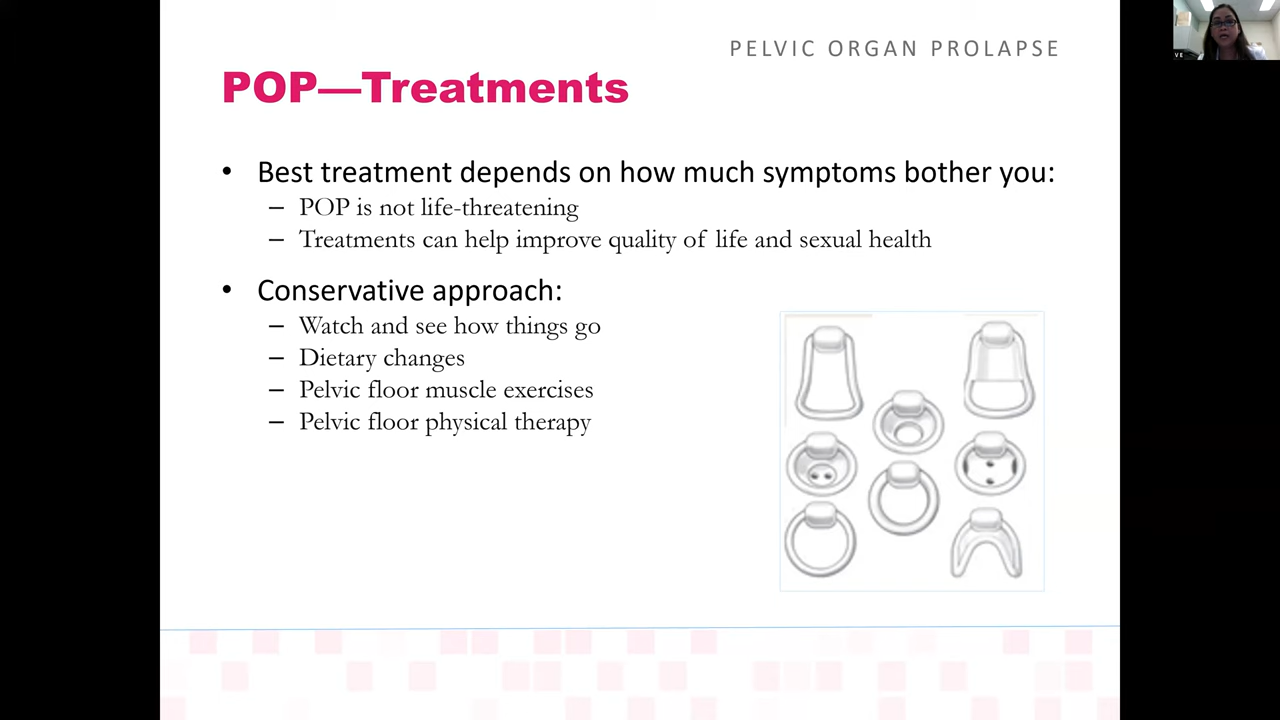 PELVIC ORGAN PROLAPSE
POP—Treatments
• Best treatment depends on how much symptoms bother you:
– POP is not life-threatening
– Treatments can help improve quality of life and sexual health
• Conservative approach:
– Watch and see how things go
– Dietary changes
– Pelvic floor muscle exercises
– Pelvic floor physical therapy